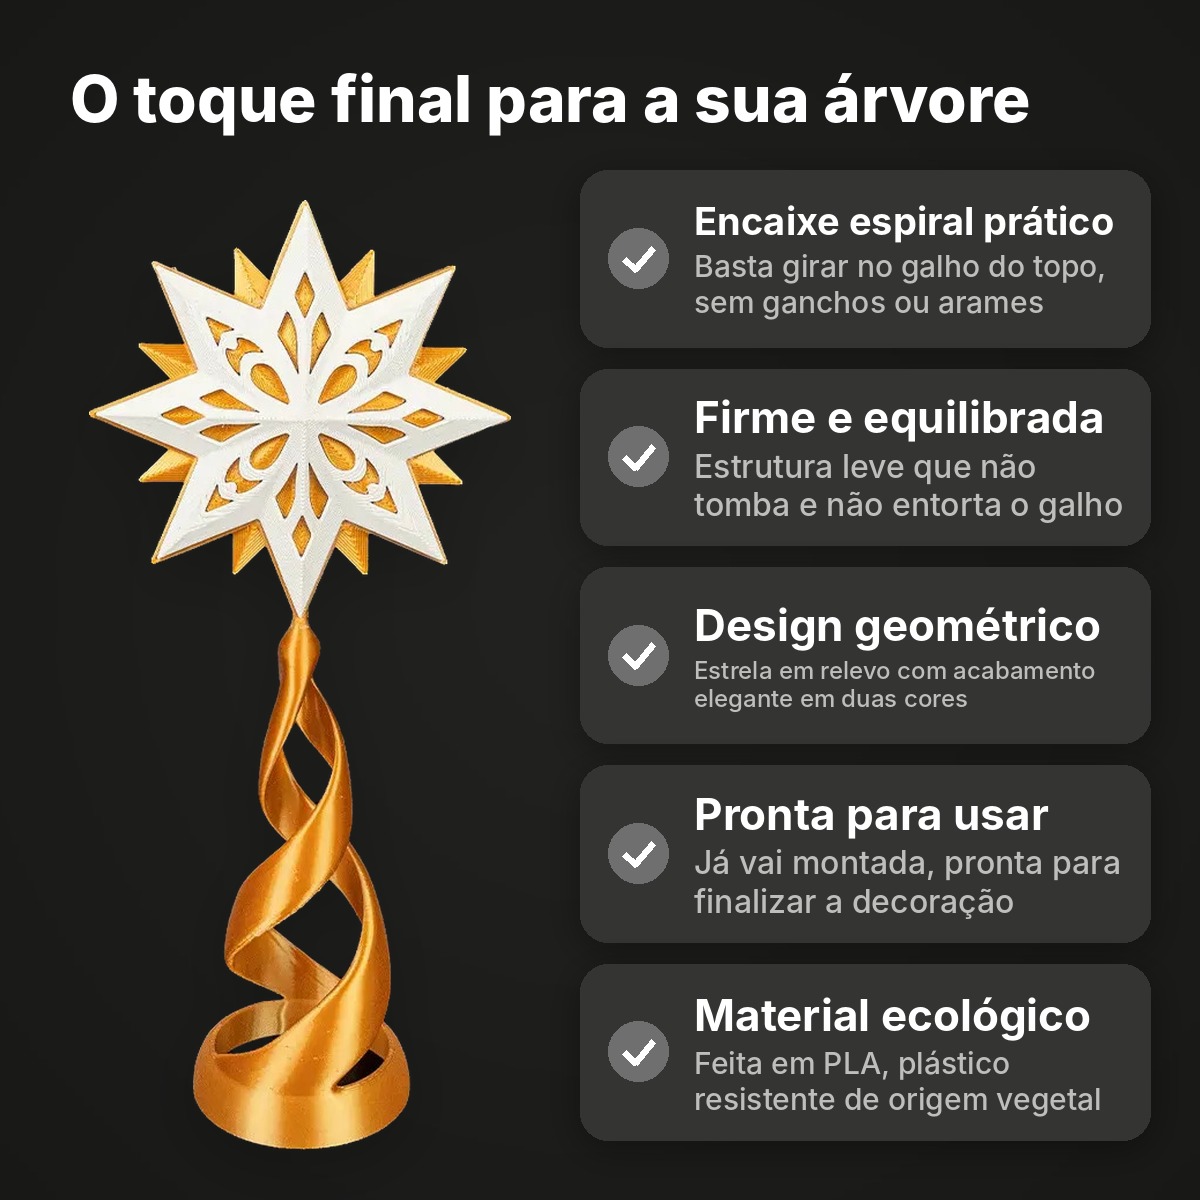 O toque final para a sua árvore
Encaixe espiral prático
Basta girar no galho do topo,
sem ganchos ou arames
Firme e equilibrada
Estrutura leve que não
tomba e não entorta o galho
Design geométrico
Estrela em relevo com acabamento
elegante em duas cores
Pronta para usar
Já vai montada, pronta para
finalizar a decoração
Material ecológico
Feita em PLA, plástico
resistente de origem vegetal